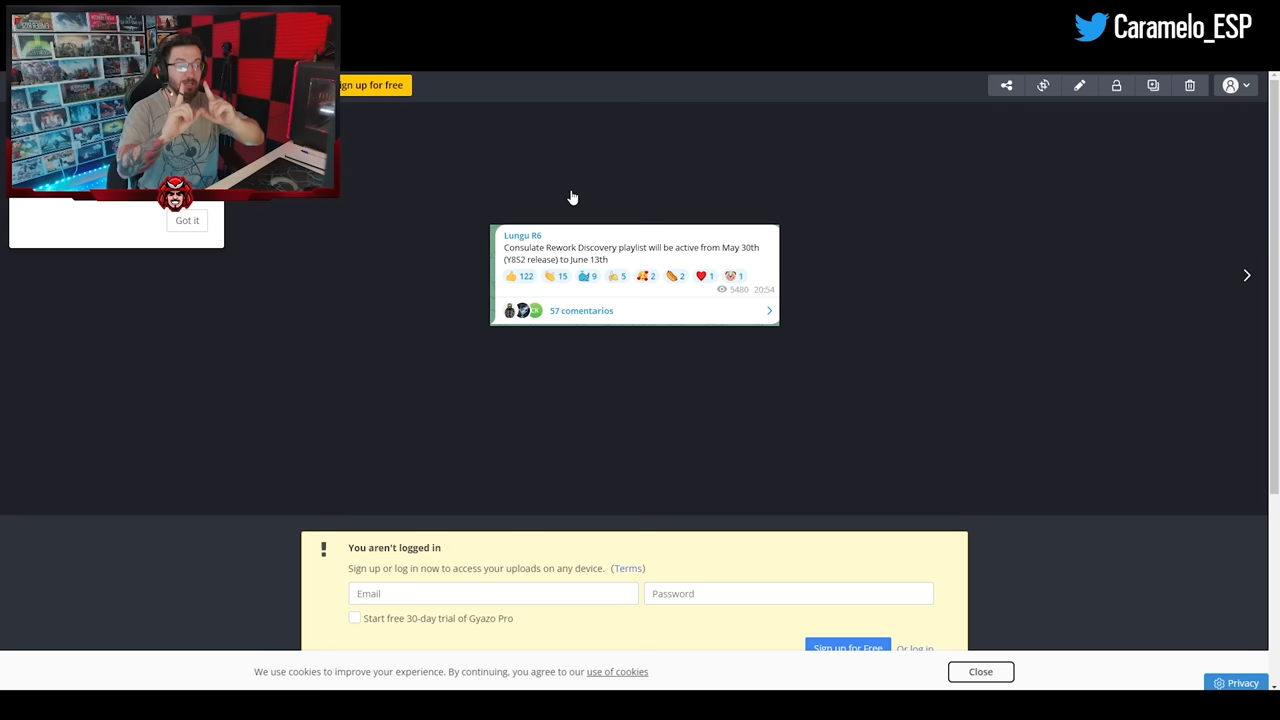 Caramelo_ESP
ign up for free
Got it
Lungu R6
Consulate Rework Discovery playlist will be active from May 30th
(Y8S2 release) to June 13th
122 15 9 5 2 2 1 1
5480 20:54
57 comentarios
You aren't logged in
Sign up or log in now to access your uploads on any device. (Terms)
Email Password
Start free 30-day trial of Gyazo Pro
Sign up for Free Or log in
We use cookies to improve your experience. By continuing, you agree to our use of cookies
Close
Privacy